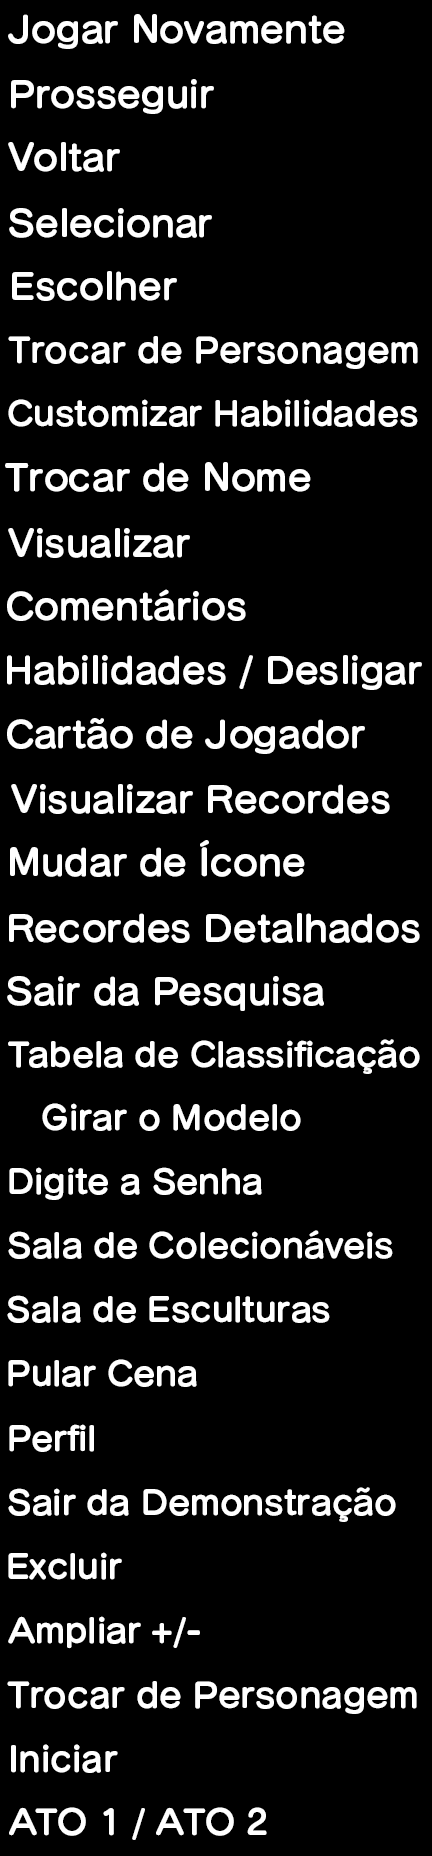 Jogar Novamente
Prosseguir
Voltar
Selecionar
Escolher
Trocar de Personagem
Customizar Habilidades
Trocar de Nome
Visualizar
Comentários
Habilidades / Desligar
Cartão de Jogador
Visualizar Recordes
Mudar de Ícone
Recordes Detalhados
Sair da Pesquisa
Tabela de Classificação
Girar o Modelo
Digite a Senha
Sala de Colecionáveis
Sala de Esculturas
Pular Cena
Perfil
Sair da Demonstração
Excluir
Ampliar +/-
Trocar de Personagem
Iniciar
ATO 1 / ATO 2